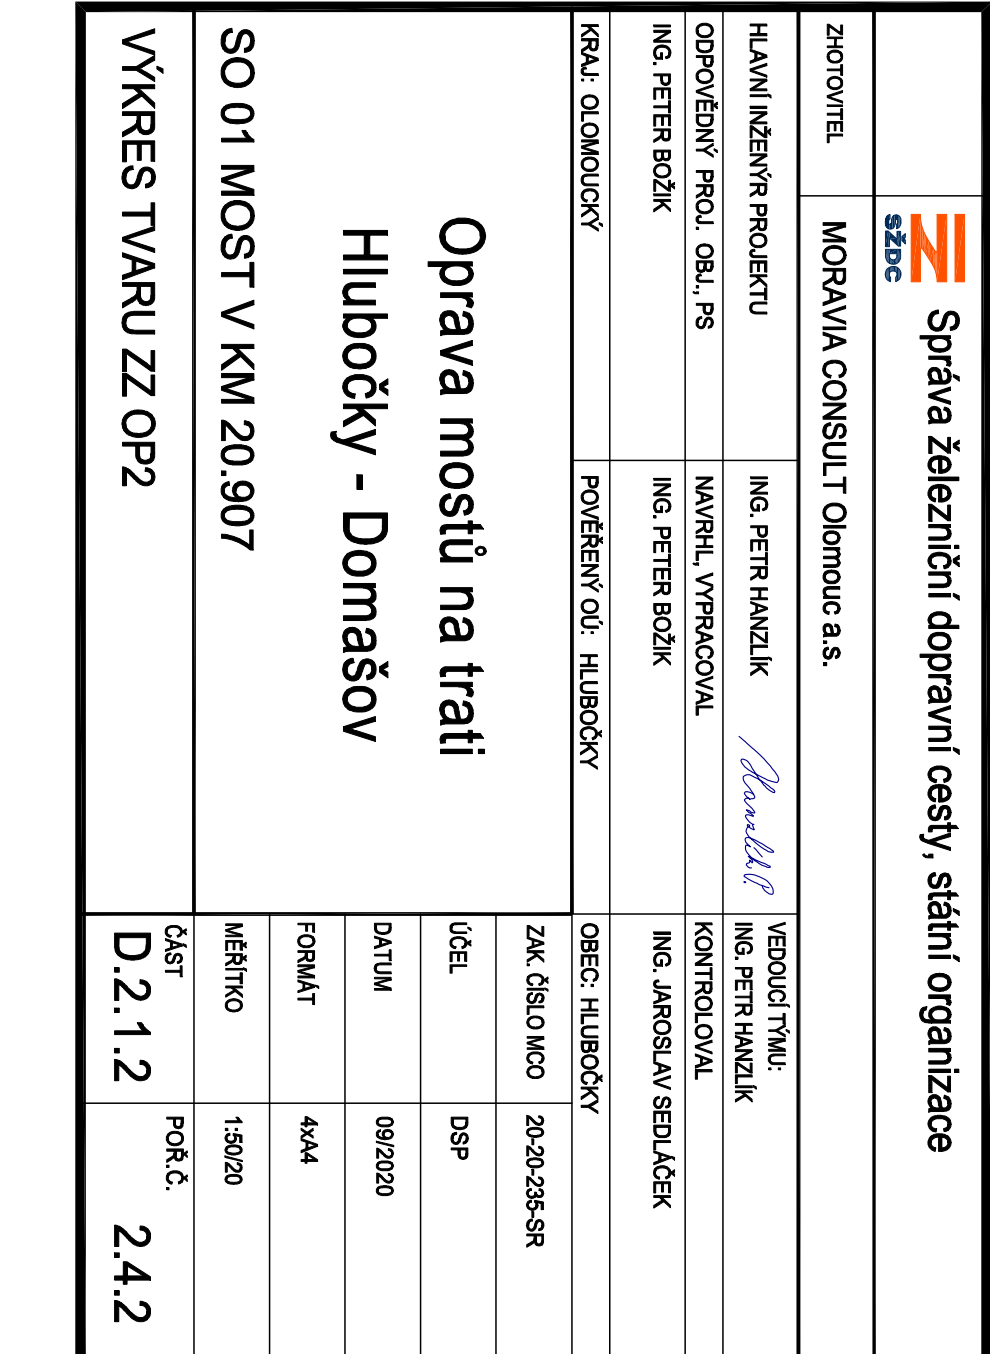 SŽDC
Správa železniční dopravní cesty, státní organizace
ZHOTOVITEL
MORAVIA CONSULT Olomouc a.s.
HLAVNÍ INŽENÝR PROJEKTU
ING. PETR HANZLÍK
Hanzlík P.
VEDOUCÍ TÝMU:
ING. PETR HANZLÍK
ODPOVĚDNÝ PROJ. OBJ., PS
NAVRHL, VYPRACOVAL
KONTROLOVAL
ING. PETER BOŽIK
ING. PETER BOŽIK
ING. JAROSLAV SEDLÁČEK
KRAJ: OLOMOUCKÝ
POVĚŘENÝ OÚ: HLUBOČKY
OBEC: HLUBOČKY
Oprava mostů na trati
Hlubočky - Domašov
ZAK. ČÍSLO MCO
20-20-235-SR
ÚČEL
DSP
DATUM
09/2020
FORMÁT
4xA4
SO 01 MOST V KM 20.907
MĚŘÍTKO
1:50/20
VÝKRES TVARU ZZ OP2
ČÁST
D.2.1.2
POŘ.Č.
2.4.2